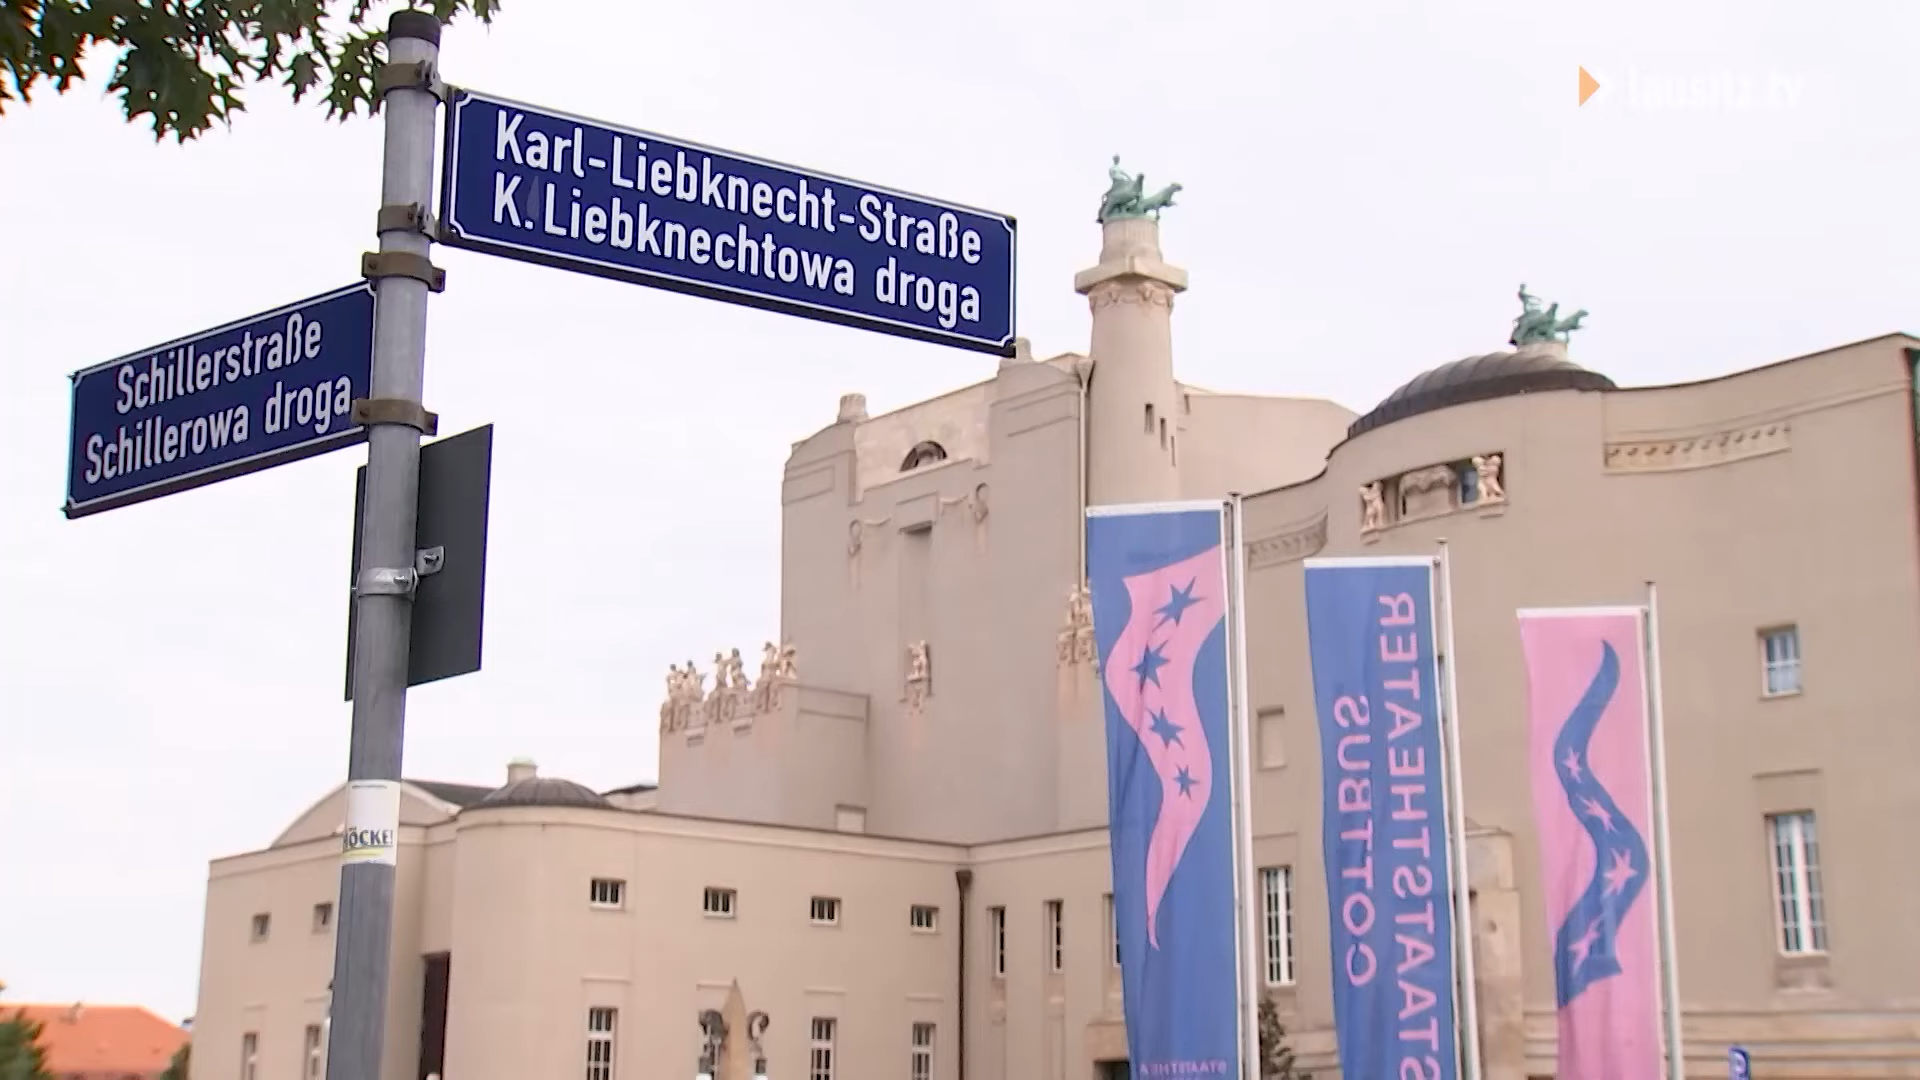 lausitz.tv
Karl-Liebknecht-Straße
K. Liebknechtowa droga
Schillerstraße
Schillerowa droga
STAATSTHEATER
COTTBUS